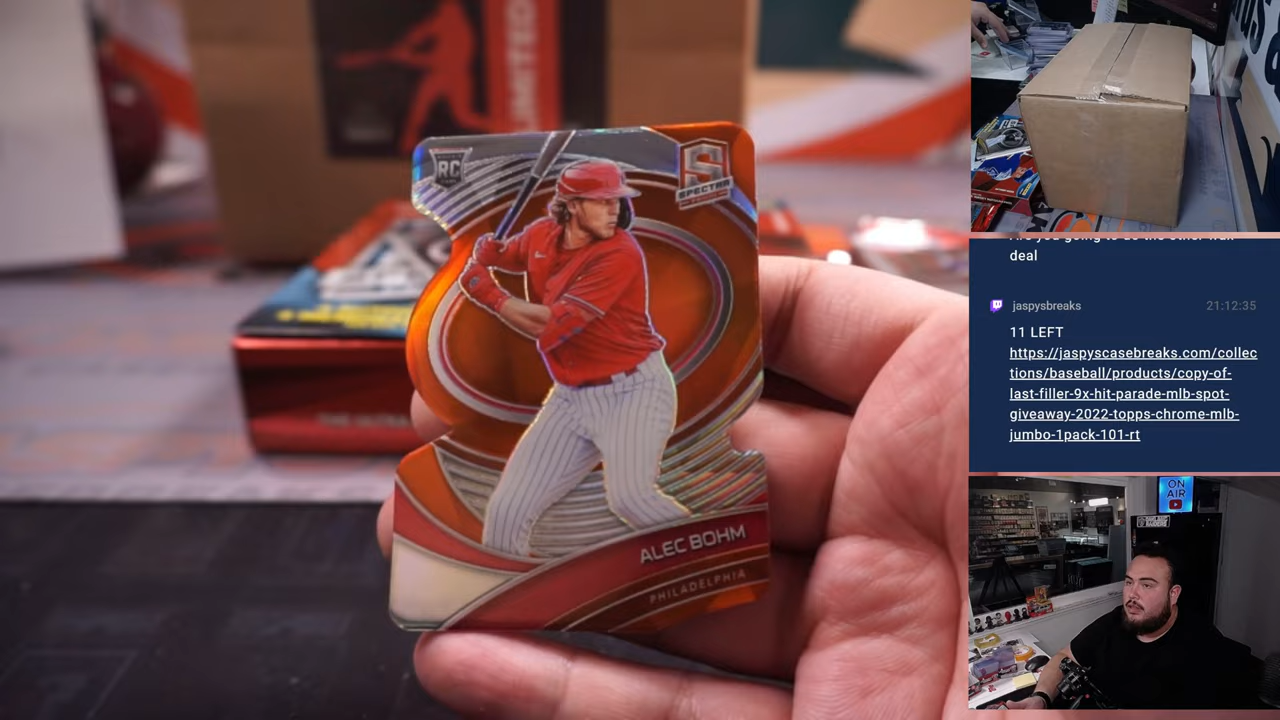 LIMITED
RC
S
SPECTRA
ALEC BOHM
PHILADELPHIA
deal
jaspysbreaks 21:12:35
11 LEFT
https://jaspyscasebreaks.com/collec
tions/baseball/products/copy-of-
last-filler-9x-hit-parade-mlb-spot-
giveaway-2022-topps-chrome-mlb-
jumbo-1pack-101-rt
ON
AIR